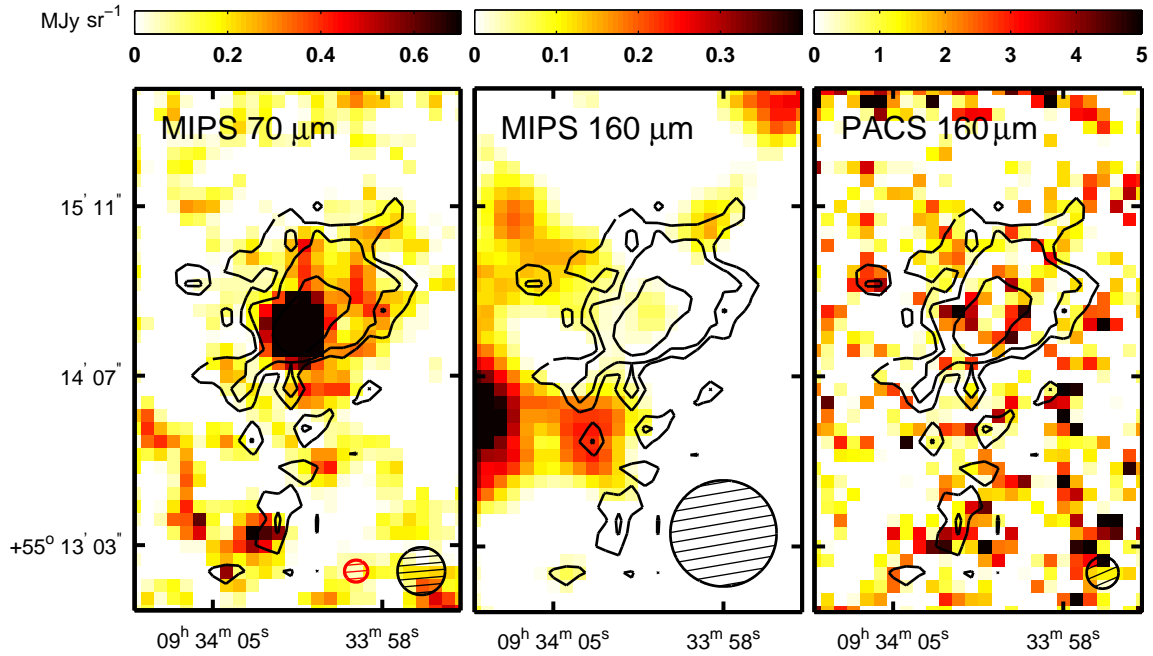 MJy sr⁻¹
0 0.2 0.4 0.6 0 0.1 0.2 0.3 0 1 2 3 4 5
MIPS 70 μm MIPS 160 μm PACS 160 μm
15' 11"
14' 07"
+55° 13' 03"
09ʰ 34ᵐ 05ˢ 33ᵐ 58ˢ 09ʰ 34ᵐ 05ˢ 33ᵐ 58ˢ 09ʰ 34ᵐ 05ˢ 33ᵐ 58ˢ